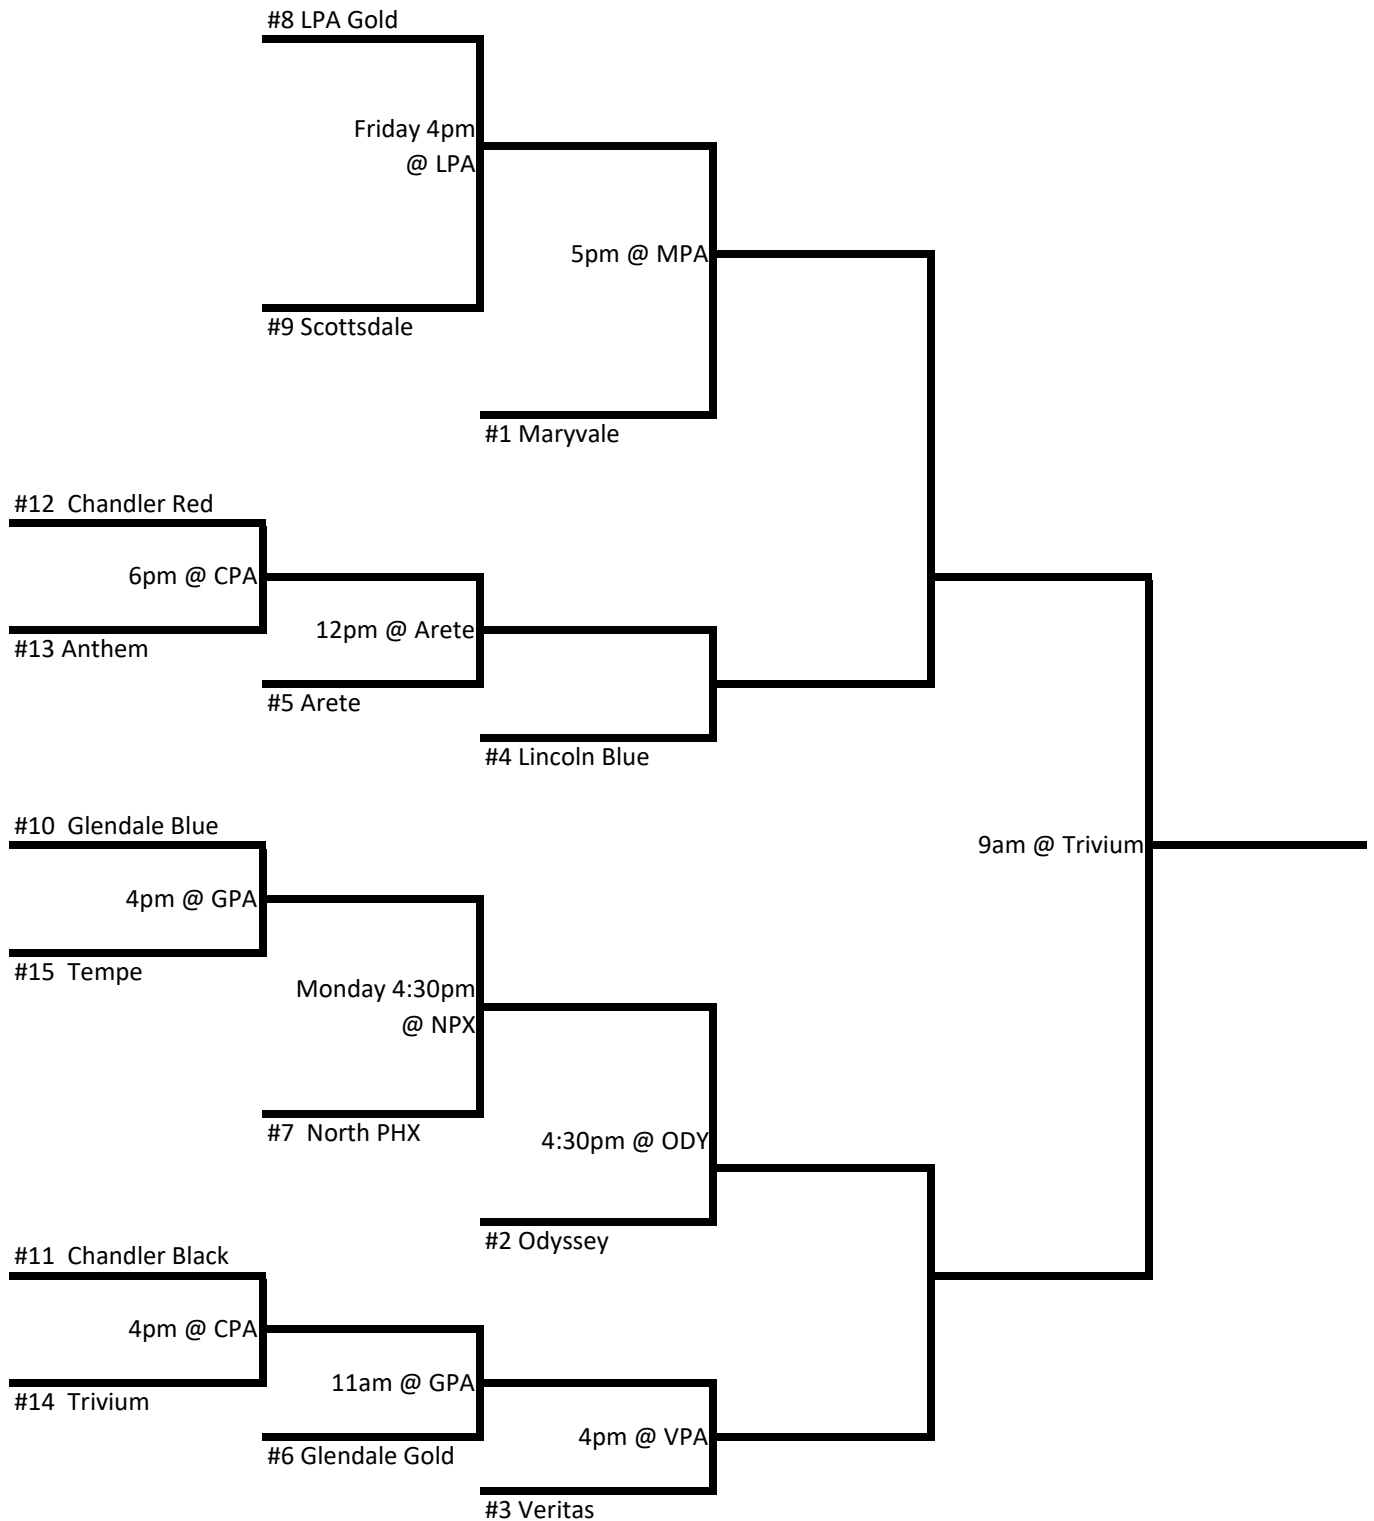 #8 LPA Gold
Friday 4pm
@ LPA
5pm @ MPA
#9 Scottsdale
#1 Maryvale
#12  Chandler Red
6pm @ CPA
12pm @ Arete
#13 Anthem
#5 Arete
#4 Lincoln Blue
#10  Glendale Blue
9am @ Trivium
4pm @ GPA
#15  Tempe
Monday 4:30pm
@ NPX
#7  North PHX
4:30pm @ ODY
#2 Odyssey
#11  Chandler Black
4pm @ CPA
11am @ GPA
#14  Trivium
4pm @ VPA
#6 Glendale Gold
#3 Veritas